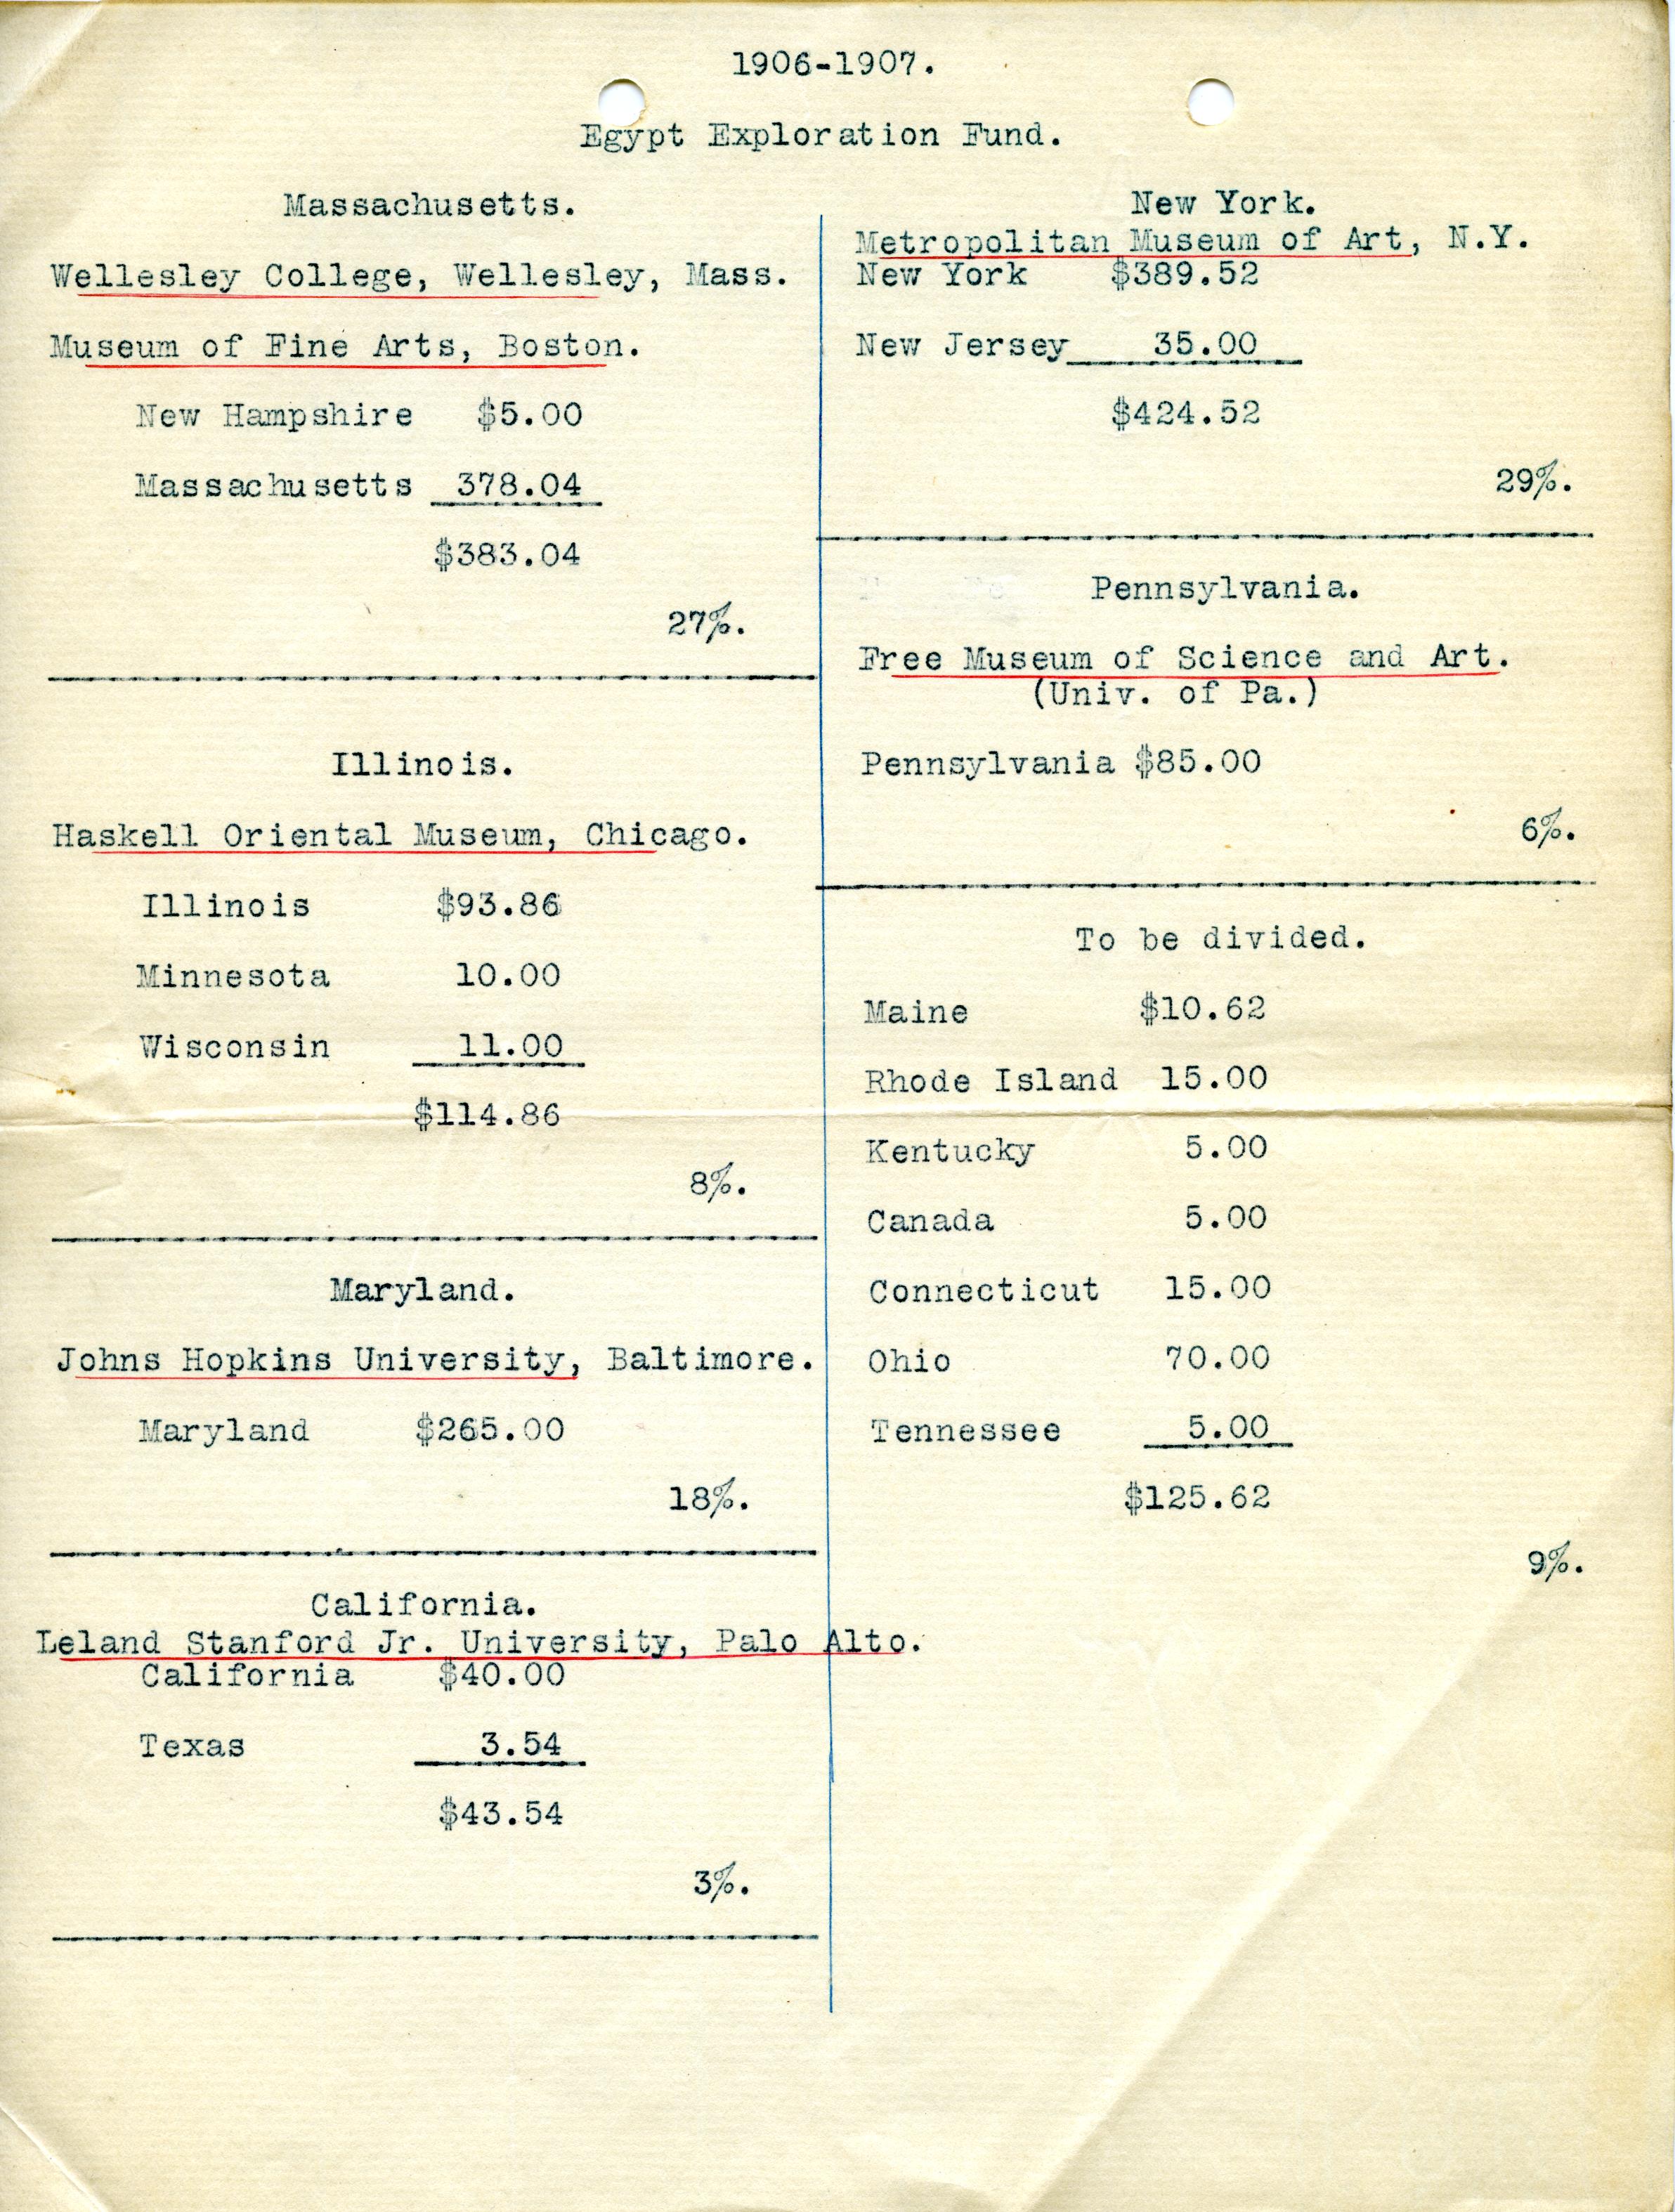 1906-1907.
Egypt Exploration Fund.
Massachusetts.
Wellesley College, Wellesley, Mass.
Museum of Fine Arts, Boston.
New Hampshire $5.00
Massachusetts 378.04
$383.04
27%.
Illinois.
Haskell Oriental Museum, Chicago.
Illinois $93.86
Minnesota 10.00
Wisconsin 11.00
$114.86
8%.
Maryland.
Johns Hopkins University, Baltimore.
Maryland $265.00
18%.
California.
Leland Stanford Jr. University, Palo Alto.
California $40.00
Texas 3.54
$43.54
3%.
New York.
Metropolitan Museum of Art, N.Y.
New York $389.52
New Jersey 35.00
$424.52
29%.
Pennsylvania.
Free Museum of Science and Art.
(Univ. of Pa.)
Pennsylvania $85.00
6%.
To be divided.
Maine $10.62
Rhode Island 15.00
Kentucky 5.00
Canada 5.00
Connecticut 15.00
Ohio 70.00
Tennessee 5.00
$125.62
9%.